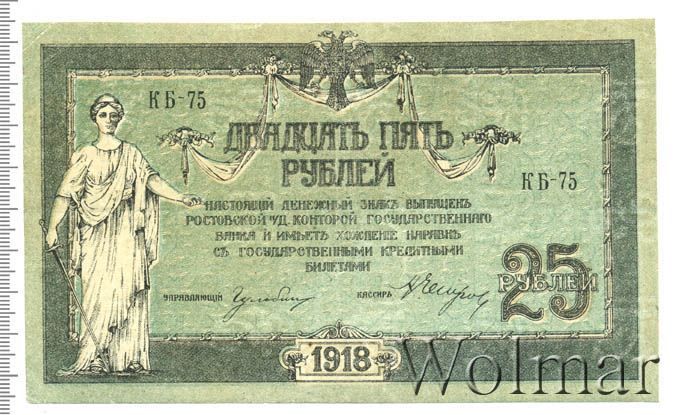 КБ-75
ДВАДЦАТЬ ПЯТЬ
РУБЛЕЙ
КБ-75
НАСТОЯЩІЙ ДЕНЕЖНЫЙ ЗНАКЪ ВЫПУЩЕНЪ
РОСТОВСКОЙ н/Д. КОНТОРОЙ ГОСУДАРСТВЕННАГО
БАНКА И ИМѢЕТЪ ХОЖДЕНІЕ НАРАВНѢ
СЪ ГОСУДАРСТВЕННЫМИ КРЕДИТНЫМИ
БИЛЕТАМИ
25
РУБЛЕЙ
УПРАВЛЯЮЩІЙ
КАССИРЪ
1918
Wolmar